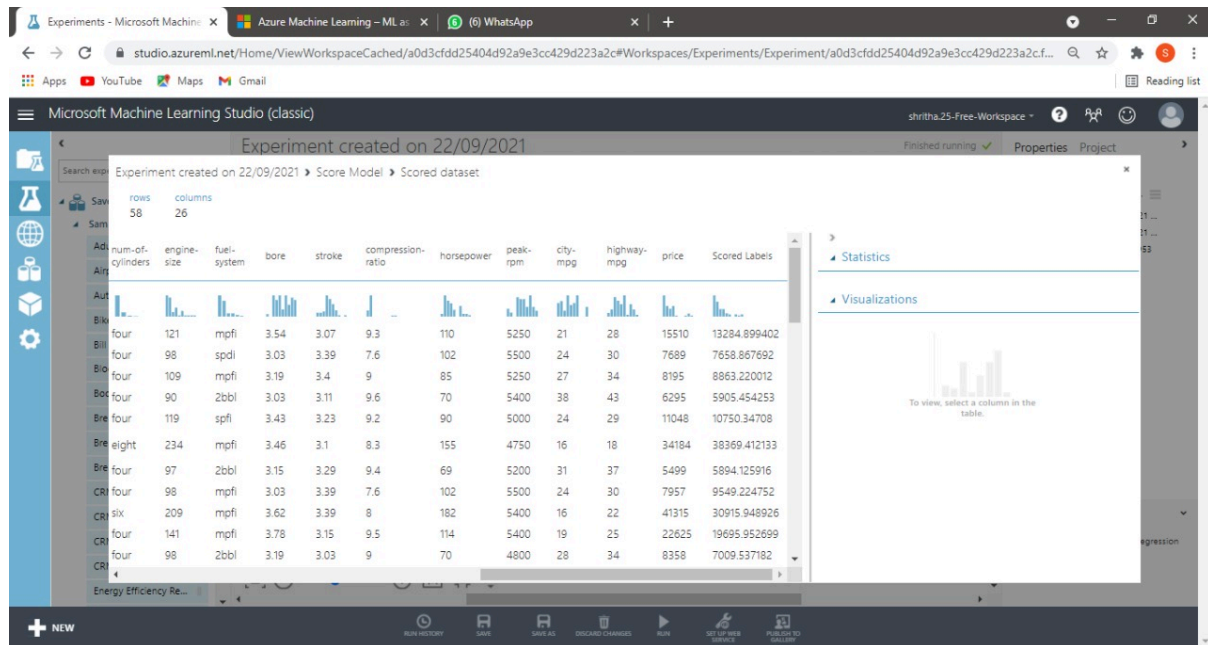 Experiments - Microsoft Machine
Azure Machine Learning – ML as
(6) WhatsApp
studio.azureml.net/Home/ViewWorkspaceCached/a0d3cfdd25404d92a9e3cc429d223a2c#Workspaces/Experiments/Experiment/a0d3cfdd25404d92a9e3cc429d223a2c.f...
Apps YouTube Maps Gmail Reading list
Microsoft Machine Learning Studio (classic) shritha.25-Free-Workspace
Experiment created on 22/09/2021 Finished running Properties Project
Search expe
Experiment created on 22/09/2021 Score Model Scored dataset
rows columns
58 26
num-of-cylinders engine-size fuel-system bore stroke compression-ratio horsepower peak-rpm city-mpg highway-mpg price Scored Labels
four 121 mpfi 3.54 3.07 9.3 110 5250 21 28 15510 13284.899402
four 98 spdi 3.03 3.39 7.6 102 5500 24 30 7689 7658.867692
four 109 mpfi 3.19 3.4 9 85 5250 27 34 8195 8863.220012
four 90 2bbl 3.03 3.11 9.6 70 5400 38 43 6295 5905.454253
four 119 spfi 3.43 3.23 9.2 90 5000 24 29 11048 10750.34708
eight 234 mpfi 3.46 3.1 8.3 155 4750 16 18 34184 38369.412133
four 97 2bbl 3.15 3.29 9.4 69 5200 31 37 5499 5894.125916
four 98 mpfi 3.03 3.39 7.6 102 5500 24 30 7957 9549.224752
six 209 mpfi 3.62 3.39 8 182 5400 16 22 41315 30915.948926
four 141 mpfi 3.78 3.15 9.5 114 5400 19 25 22625 19695.952699
four 98 2bbl 3.19 3.03 9 70 4800 28 34 8358 7009.537182
Statistics
Visualizations
To view, select a column in the
table.
Energy Efficiency Re...
egression
NEW
RUN HISTORY SAVE SAVE AS DISCARD CHANGES RUN SET UP WEB SERVICE PUBLISH TO GALLERY